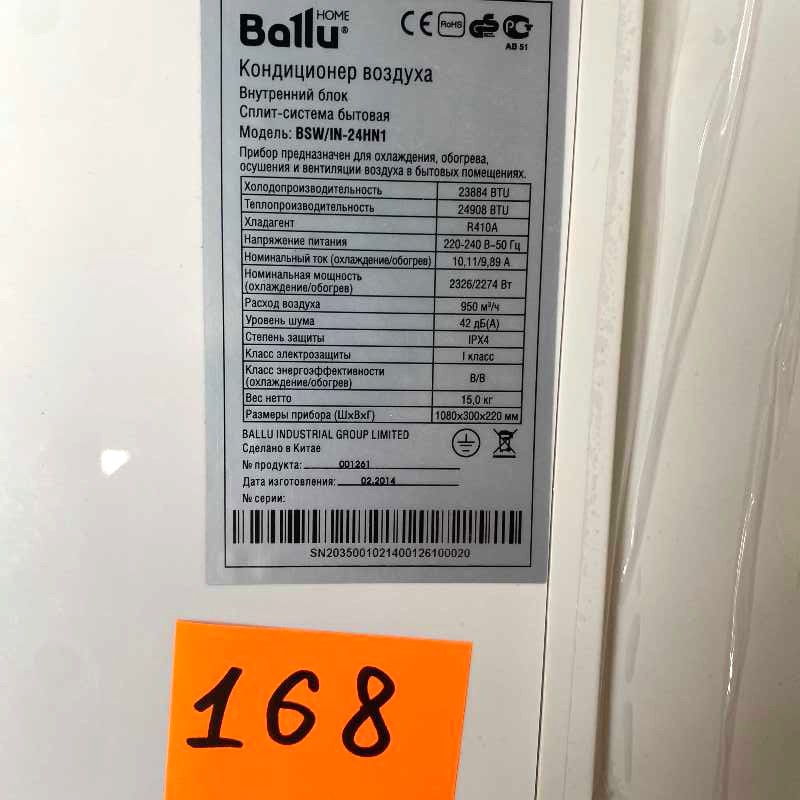 HOME
Ballu®
CE RoHS GS PC
АВ 51
Кондиционер воздуха
Внутренний блок
Сплит-система бытовая
Модель: BSW/IN-24HN1
Прибор предназначен для охлаждения, обогрева,
осушения и вентиляции воздуха в бытовых помещениях.
Холодопроизводительность 23884 BTU
Теплопроизводительность 24908 BTU
Хладагент R410A
Напряжение питания 220-240 В~50 Гц
Номинальный ток (охлаждение/обогрев) 10,11/9,89 А
Номинальная мощность
(охлаждение/обогрев) 2326/2274 Вт
Расход воздуха 950 м³/ч
Уровень шума 42 дБ(А)
Степень защиты IPX4
Класс электрозащиты I класс
Класс энергоэффективности
(охлаждение/обогрев) В/В
Вес нетто 15,0 кг
Размеры прибора (ШхВхГ) 1080х300х220 мм
BALLU INDUSTRIAL GROUP LIMITED
Сделано в Китае
№ продукта: 001261
Дата изготовления: 02.2014
№ серии:
SN2035001021400126100020
168